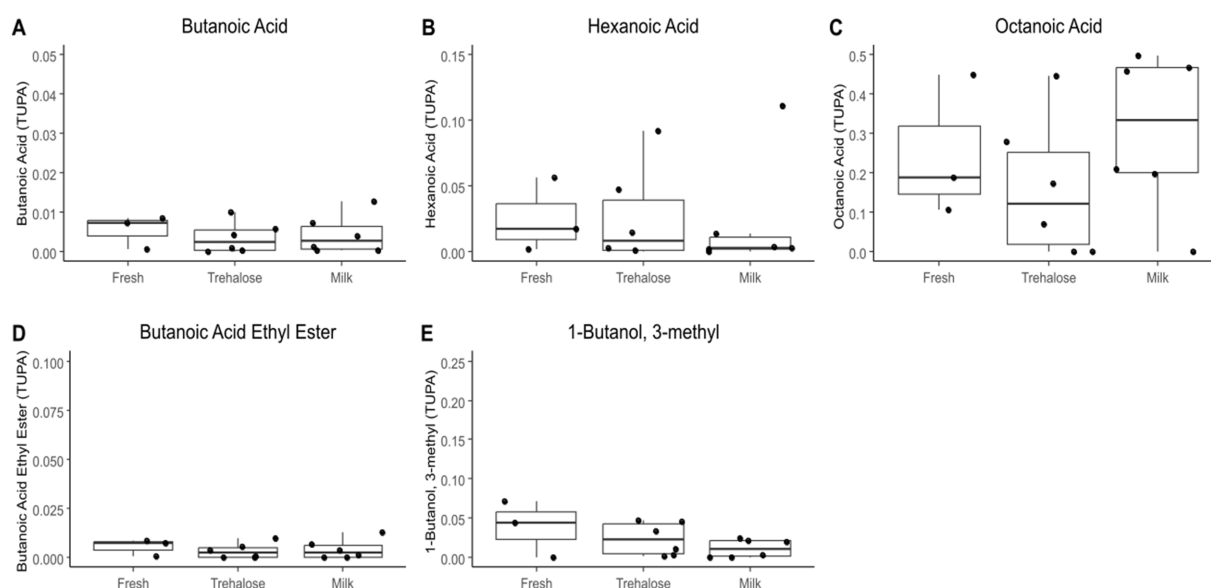 A
Butanoic Acid
Butanoic Acid (TUPA)
0.05
0.04
0.03
0.02
0.01
0.00
Fresh
Trehalose
Milk
B
Hexanoic Acid
Hexanoic Acid (TUPA)
0.15
0.10
0.05
0.00
Fresh
Trehalose
Milk
C
Octanoic Acid
Octanoic Acid (TUPA)
0.5
0.4
0.3
0.2
0.1
0.0
Fresh
Trehalose
Milk
D
Butanoic Acid Ethyl Ester
Butanoic Acid Ethyl Ester (TUPA)
0.100
0.075
0.050
0.025
0.000
Fresh
Trehalose
Milk
E
1-Butanol, 3-methyl
1-Butanol, 3-methyl (TUPA)
0.25
0.20
0.15
0.10
0.05
0.00
Fresh
Trehalose
Milk